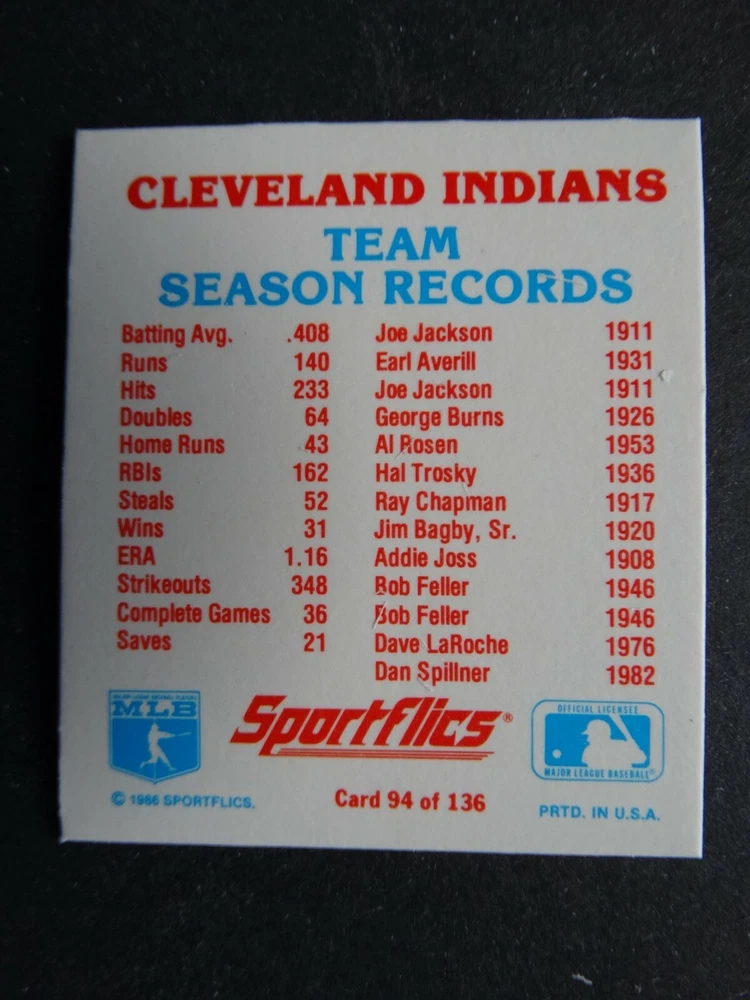 CLEVELAND INDIANS
TEAM
SEASON RECORDS
Batting Avg. .408 Joe Jackson 1911
Runs 140 Earl Averill 1931
Hits 233 Joe Jackson 1911
Doubles 64 George Burns 1926
Home Runs 43 Al Rosen 1953
RBIs 162 Hal Trosky 1936
Steals 52 Ray Chapman 1917
Wins 31 Jim Bagby, Sr. 1920
ERA 1.16 Addie Joss 1908
Strikeouts 348 Bob Feller 1946
Complete Games 36 Bob Feller 1946
Saves 21 Dave LaRoche 1976
Dan Spillner 1982
MAJOR LEAGUE BASEBALL PLAYERS
MLB
Sportflics®
OFFICIAL LICENSEE
MAJOR LEAGUE BASEBALL®
© 1986 SPORTFLICS.
Card 94 of 136
PRTD. IN U.S.A.